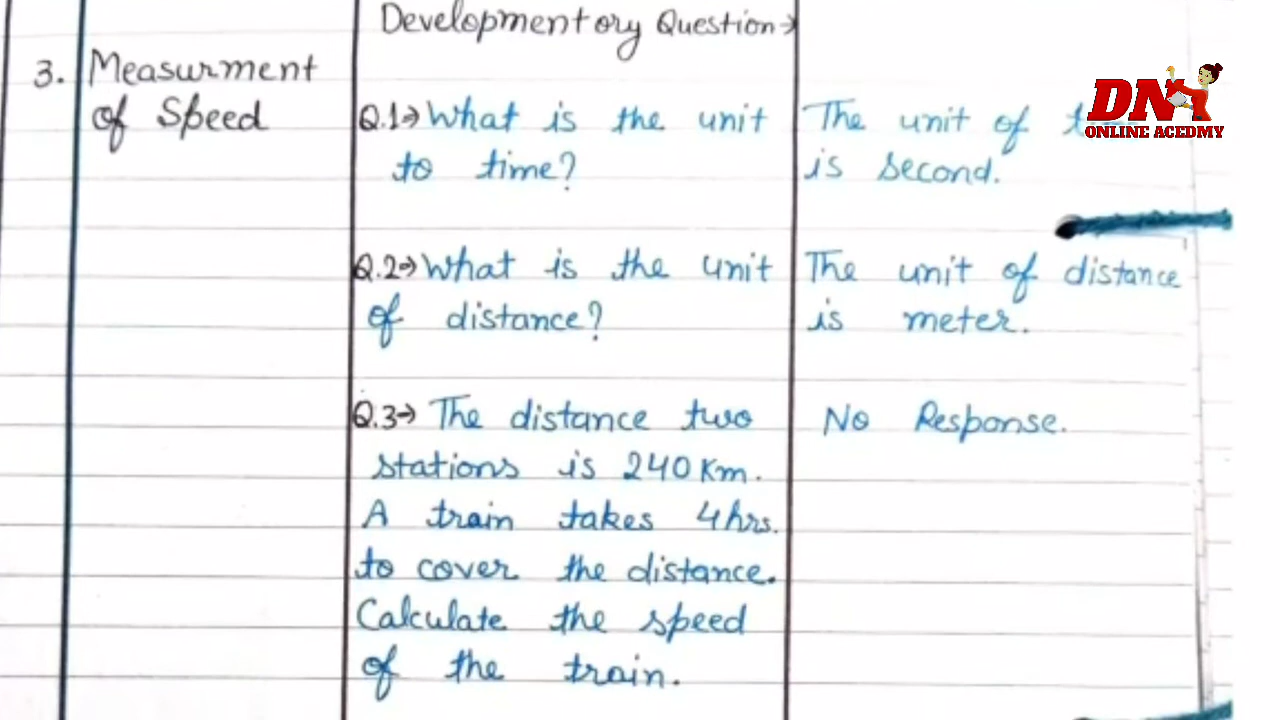 Developmentory Question→
3. Measurment
of Speed
Q.1→ What is the unit
to time?
The unit of
is second.
Q.2→ What is the unit
of distance?
The unit of distance
is meter.
Q.3→ The distance two
stations is 240 Km.
A train takes 4 hrs.
to cover the distance.
Calculate the speed
of the train.
No Response.
DN
ONLINE ACEDMY